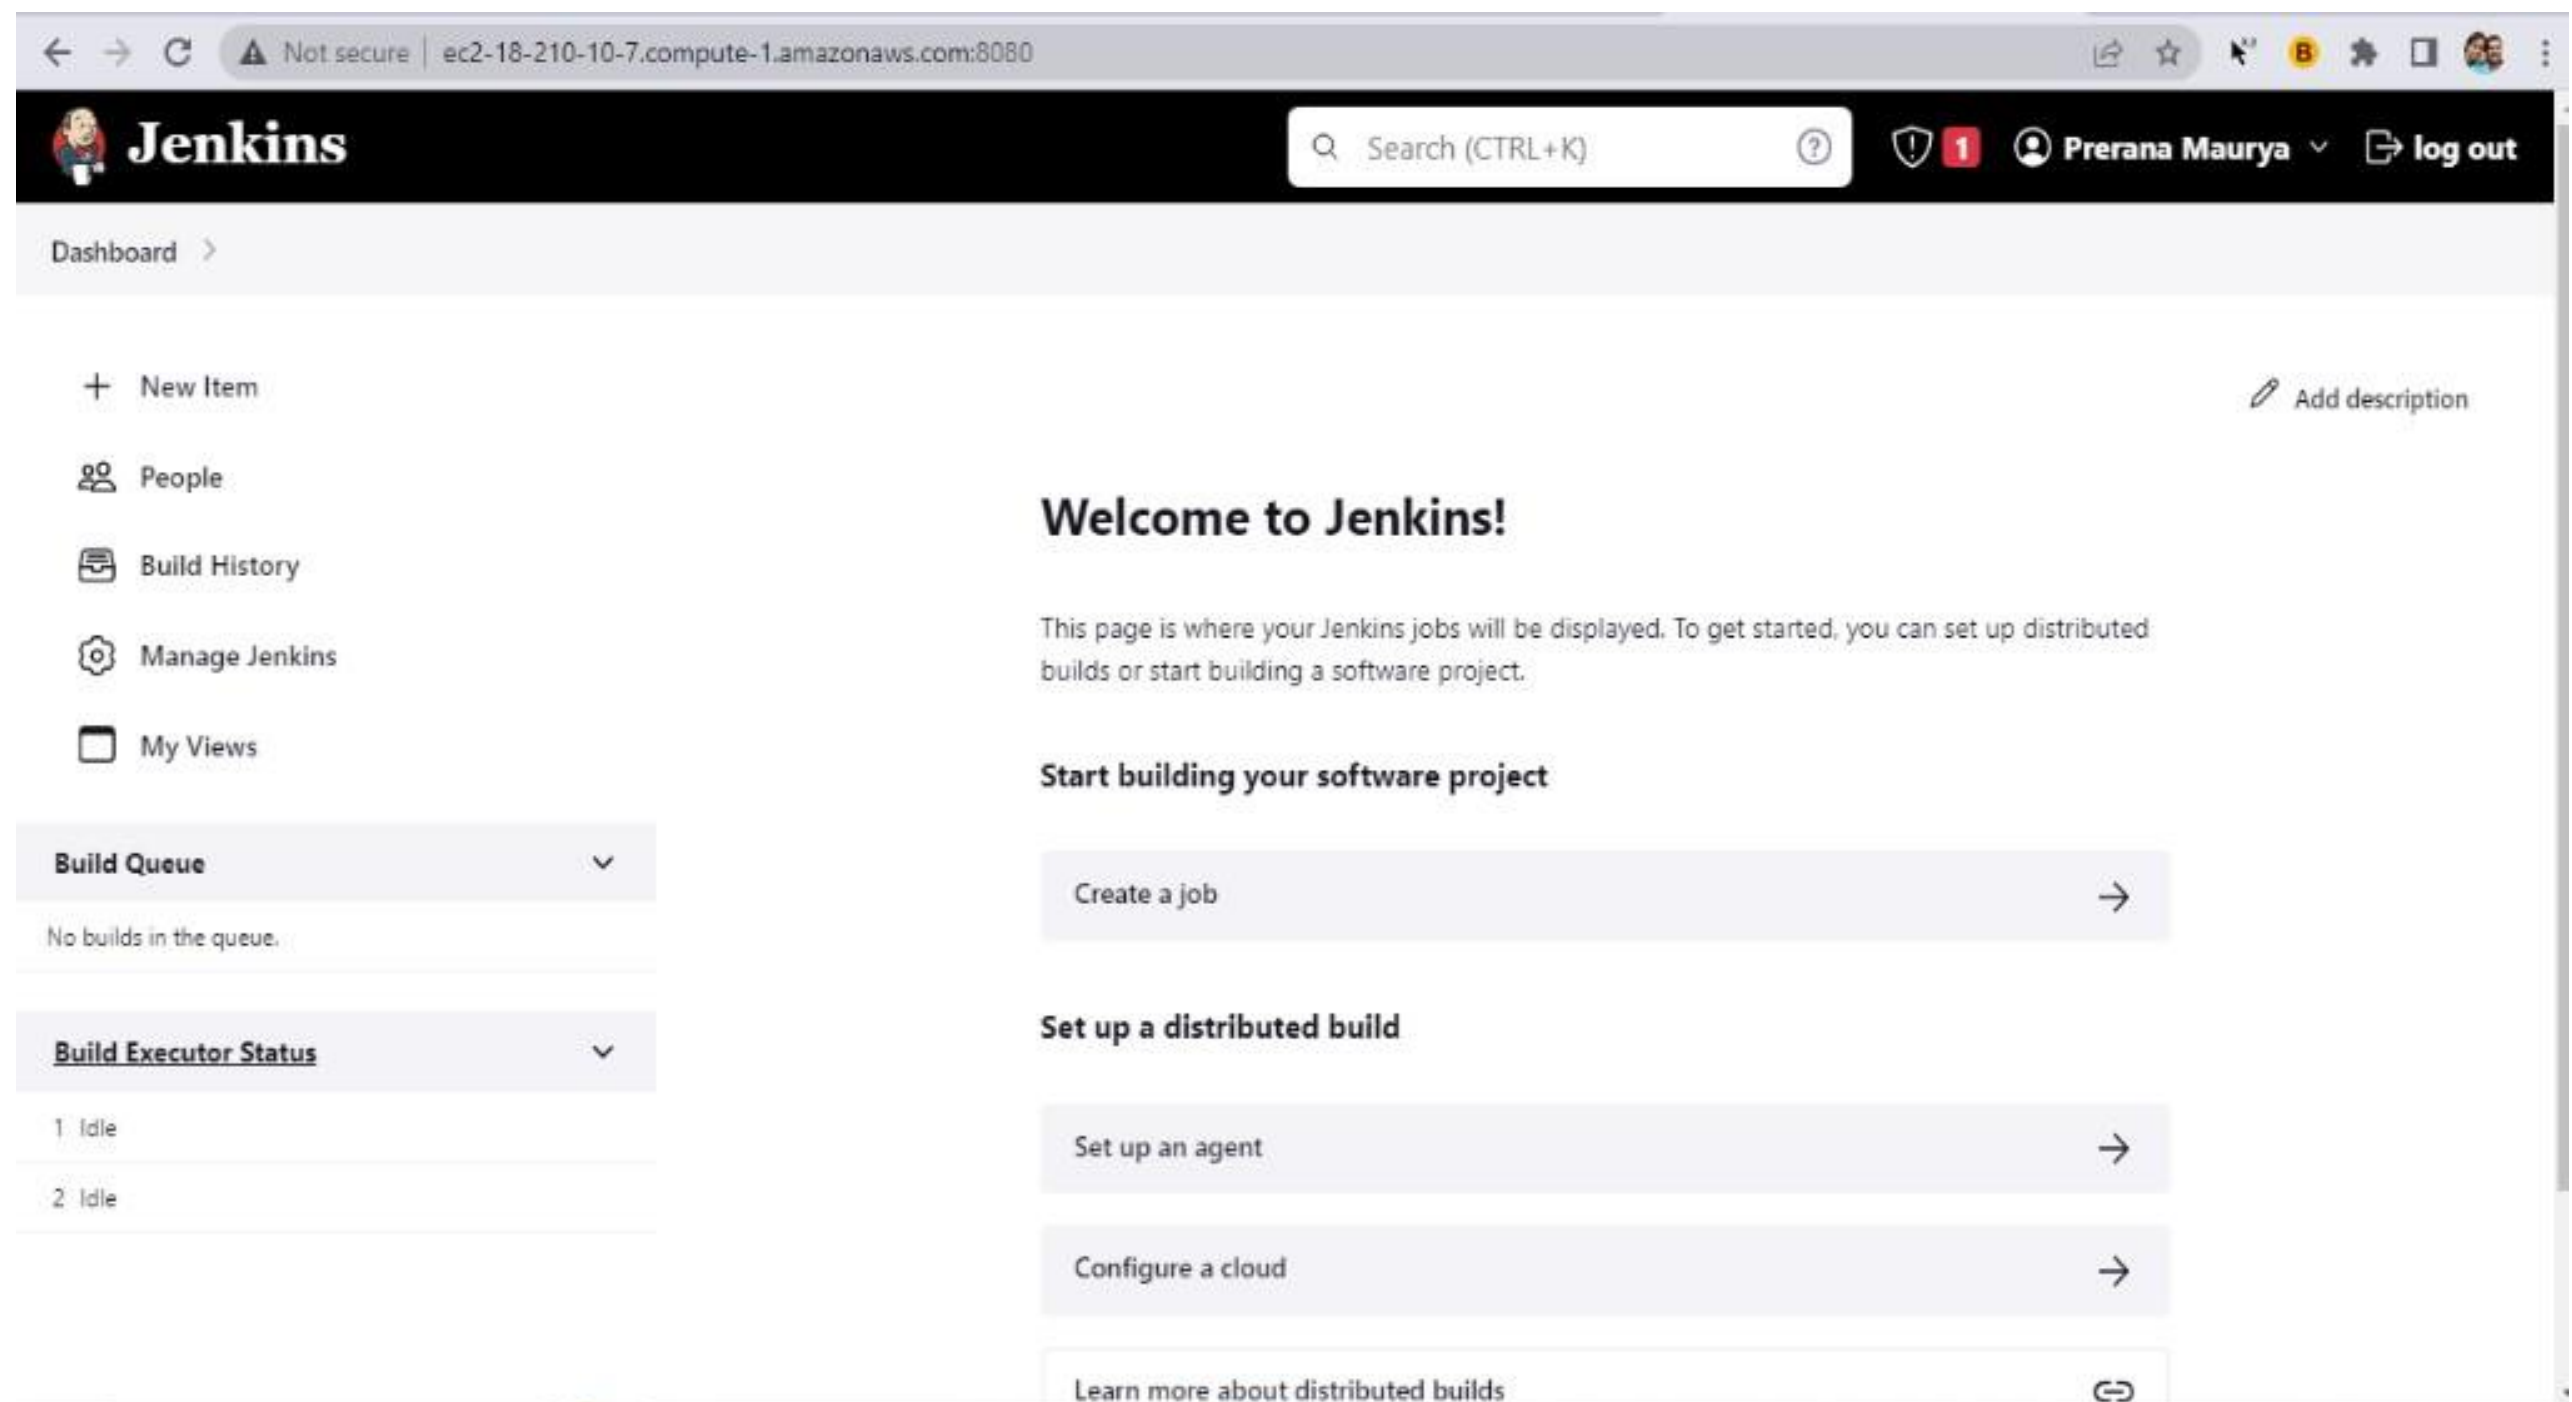 Not secure | ec2-18-210-10-7.compute-1.amazonaws.com:8080
B
Jenkins
Search (CTRL+K)
1
Prerana Maurya
log out
Dashboard
New Item
People
Build History
Manage Jenkins
My Views
Build Queue
No builds in the queue.
Build Executor Status
1 Idle
2 Idle
Add description
Welcome to Jenkins!
This page is where your Jenkins jobs will be displayed. To get started, you can set up distributed
builds or start building a software project.
Start building your software project
Create a job
Set up a distributed build
Set up an agent
Configure a cloud
Learn more about distributed builds